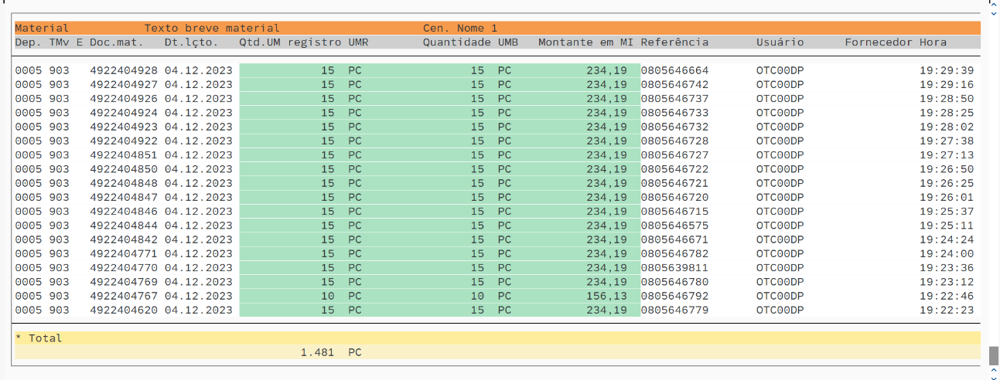 Material Texto breve material Cen. Nome 1
Dep. TMv E Doc.mat. Dt.lçto. Qtd.UM registro UMR Quantidade UMB Montante em MI Referência Usuário Fornecedor Hora
0005 903 4922404928 04.12.2023 15 PC 15 PC 234,19 0805646664 OTC00DP 19:29:39
0005 903 4922404927 04.12.2023 15 PC 15 PC 234,19 0805646742 OTC00DP 19:29:16
0005 903 4922404926 04.12.2023 15 PC 15 PC 234,19 0805646737 OTC00DP 19:28:50
0005 903 4922404924 04.12.2023 15 PC 15 PC 234,19 0805646733 OTC00DP 19:28:25
0005 903 4922404923 04.12.2023 15 PC 15 PC 234,19 0805646732 OTC00DP 19:28:02
0005 903 4922404922 04.12.2023 15 PC 15 PC 234,19 0805646728 OTC00DP 19:27:38
0005 903 4922404851 04.12.2023 15 PC 15 PC 234,19 0805646727 OTC00DP 19:27:13
0005 903 4922404850 04.12.2023 15 PC 15 PC 234,19 0805646722 OTC00DP 19:26:50
0005 903 4922404848 04.12.2023 15 PC 15 PC 234,19 0805646721 OTC00DP 19:26:25
0005 903 4922404847 04.12.2023 15 PC 15 PC 234,19 0805646720 OTC00DP 19:26:01
0005 903 4922404846 04.12.2023 15 PC 15 PC 234,19 0805646715 OTC00DP 19:25:37
0005 903 4922404844 04.12.2023 15 PC 15 PC 234,19 0805646575 OTC00DP 19:25:11
0005 903 4922404842 04.12.2023 15 PC 15 PC 234,19 0805646671 OTC00DP 19:24:24
0005 903 4922404771 04.12.2023 15 PC 15 PC 234,19 0805646782 OTC00DP 19:24:00
0005 903 4922404770 04.12.2023 15 PC 15 PC 234,19 0805639811 OTC00DP 19:23:36
0005 903 4922404769 04.12.2023 15 PC 15 PC 234,19 0805646780 OTC00DP 19:23:12
0005 903 4922404767 04.12.2023 10 PC 10 PC 156,13 0805646792 OTC00DP 19:22:46
0005 903 4922404620 04.12.2023 15 PC 15 PC 234,19 0805646779 OTC00DP 19:22:23
* Total
1.481 PC